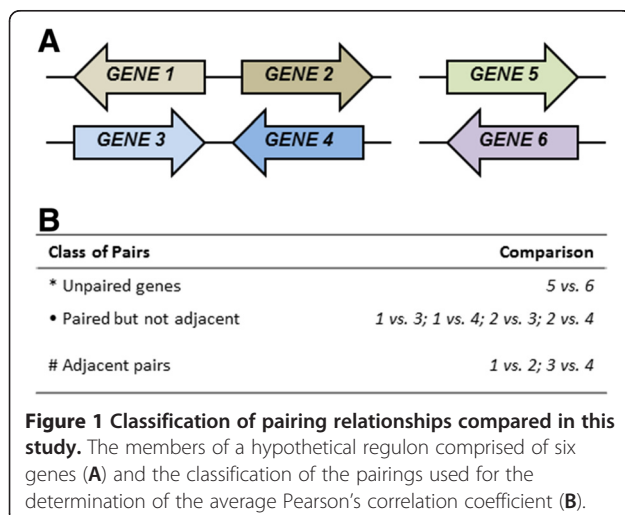 A
GENE 1 GENE 2 GENE 5
GENE 3 GENE 4 GENE 6
B
Class of Pairs Comparison
* Unpaired genes 5 vs. 6
• Paired but not adjacent 1 vs. 3; 1 vs. 4; 2 vs. 3; 2 vs. 4
# Adjacent pairs 1 vs. 2; 3 vs. 4
Figure 1 Classification of pairing relationships compared in this
study. The members of a hypothetical regulon comprised of six
genes (A) and the classification of the pairings used for the
determination of the average Pearson's correlation coefficient (B).